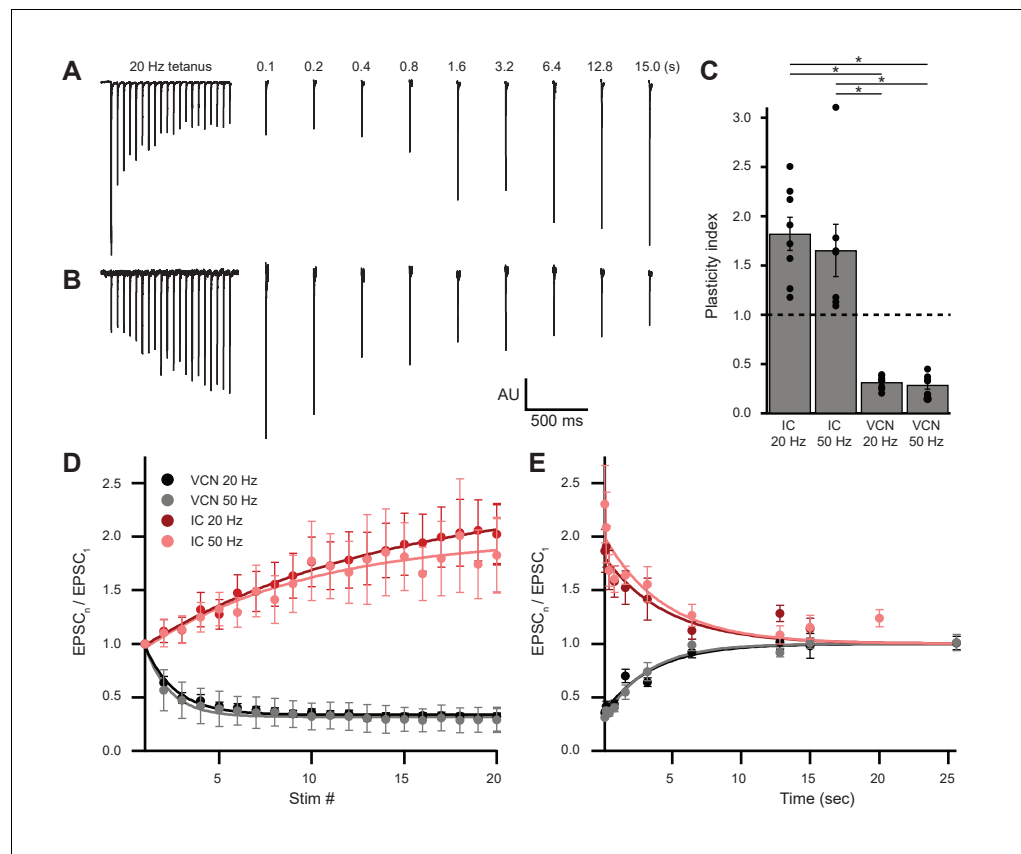 A
20 Hz tetanus 0.1 0.2 0.4 0.8 1.6 3.2 6.4 12.8 15.0 (s)
B
AU
500 ms
C
* 
*
*
*
Plasticity index
3.0
2.5
2.0
1.5
1.0
0.5
0.0
IC IC VCN VCN
20 Hz 50 Hz 20 Hz 50 Hz
D
VCN 20 Hz
VCN 50 Hz
IC 20 Hz
IC 50 Hz
EPSCn / EPSC1
2.5
2.0
1.5
1.0
0.5
0.0
5 10 15 20
Stim #
E
EPSCn / EPSC1
2.5
2.0
1.5
1.0
0.5
0.0
5 10 15 20 25
Time (sec)